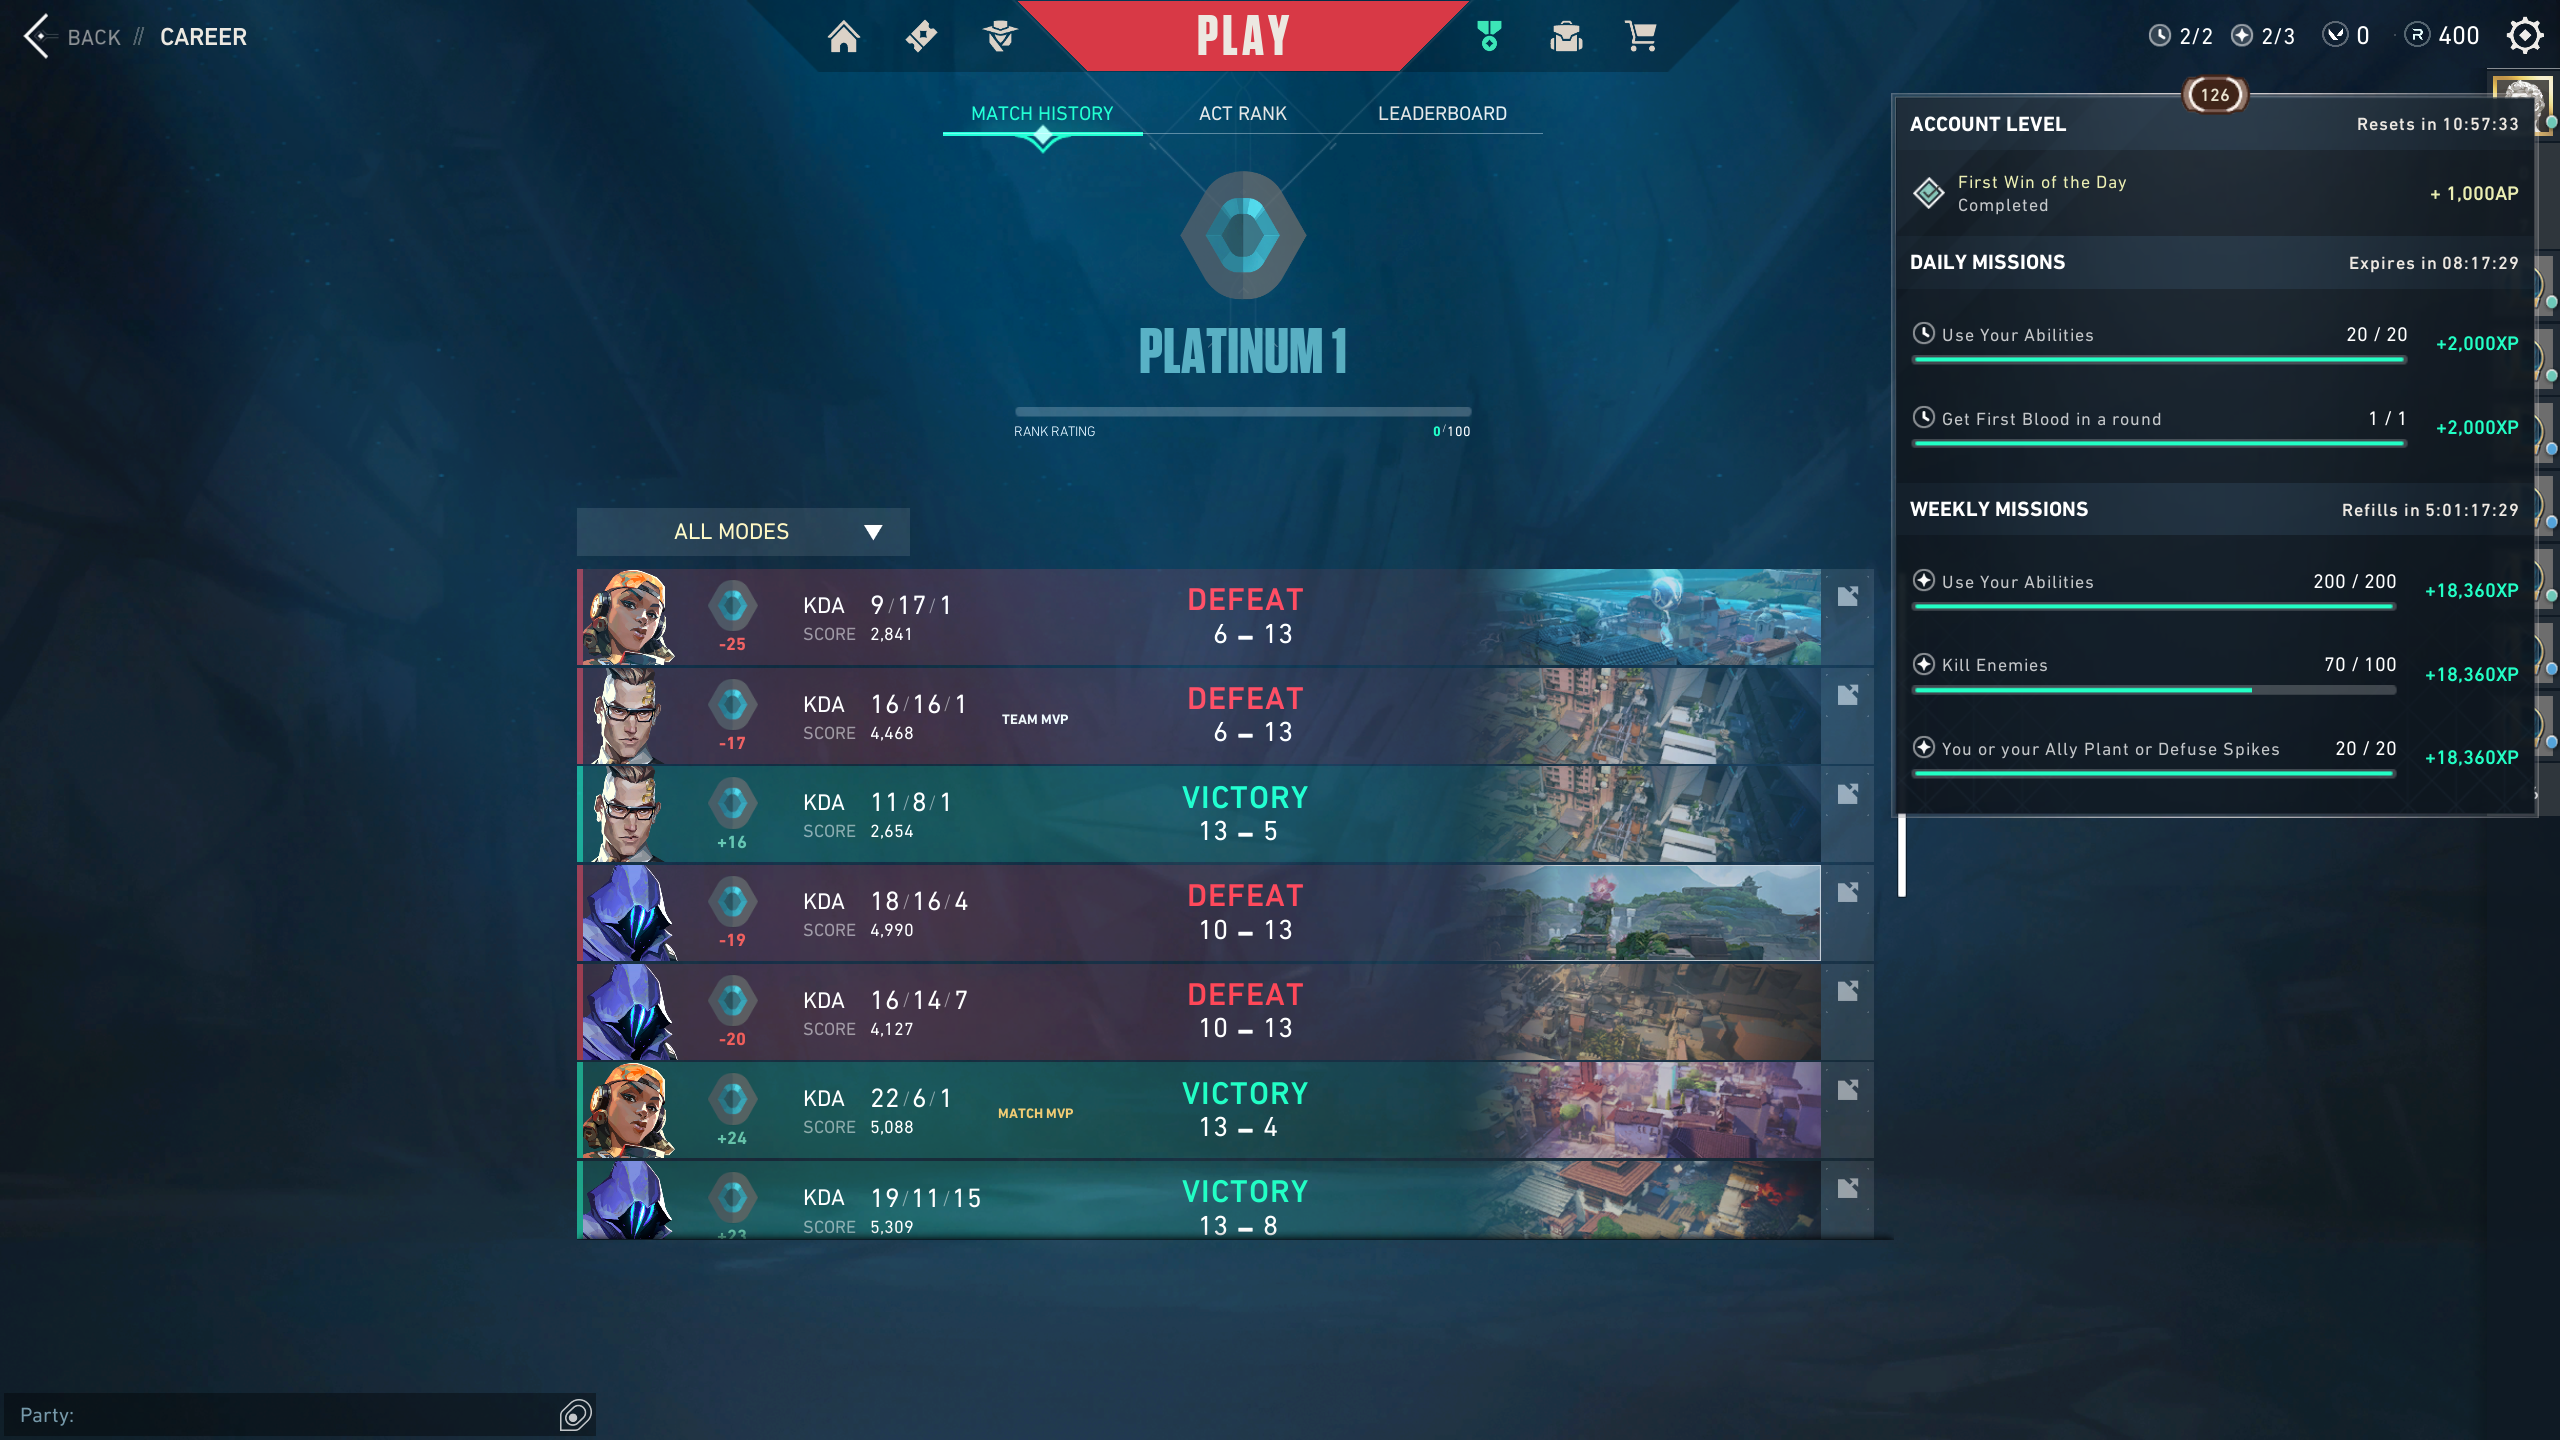 BACK // CAREER
PLAY
2/2 2/3 0 R 400
MATCH HISTORY ACT RANK LEADERBOARD
PLATINUM 1
RANK RATING 0/100
ALL MODES
KDA 9/17/1
SCORE 2,841
-25
DEFEAT
6 – 13
KDA 16/16/1
SCORE 4,468
-17
TEAM MVP
DEFEAT
6 – 13
KDA 11/8/1
SCORE 2,654
+16
VICTORY
13 – 5
KDA 18/16/4
SCORE 4,990
-19
DEFEAT
10 – 13
KDA 16/14/7
SCORE 4,127
-20
DEFEAT
10 – 13
KDA 22/6/1
SCORE 5,088
+24
MATCH MVP
VICTORY
13 – 4
KDA 19/11/15
SCORE 5,309
+23
VICTORY
13 – 8
126
ACCOUNT LEVEL Resets in 10:57:33
First Win of the Day
Completed
+ 1,000AP
DAILY MISSIONS Expires in 08:17:29
Use Your Abilities 20 / 20 +2,000XP
Get First Blood in a round 1 / 1 +2,000XP
WEEKLY MISSIONS Refills in 5:01:17:29
Use Your Abilities 200 / 200 +18,360XP
Kill Enemies 70 / 100 +18,360XP
You or your Ally Plant or Defuse Spikes 20 / 20 +18,360XP
Party: